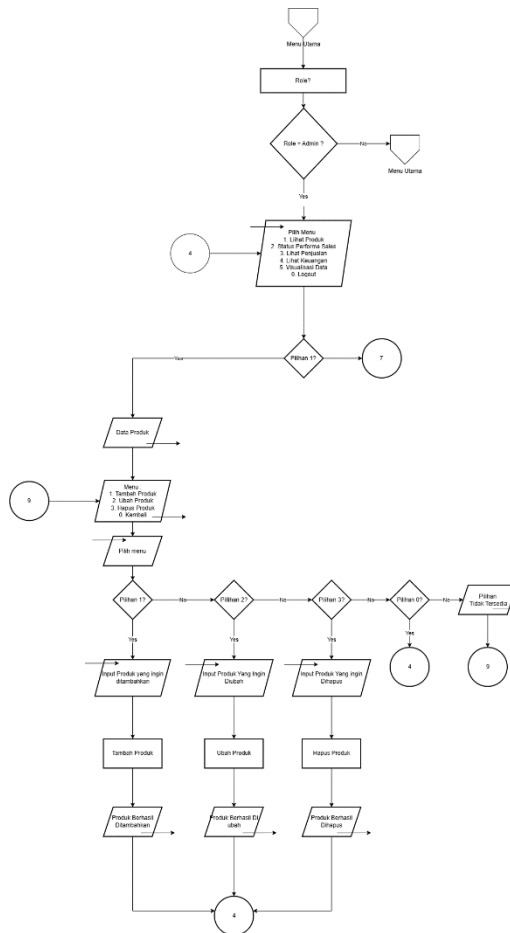 Menu Utama
Role?
Role = Admin ?
No
Menu Utama
Yes
Pilih Menu
1. Lihat Produk
2. Status Performa Sales
3. Lihat Penjualan
4. Lihat Keuangan
5. Visualisasi Data
0. Logout
4
Pilihan 1?
7
Yes
Data Produk
Menu :
1. Tambah Produk
2. Ubah Produk
3. Hapus Produk
0. Kembali
9
Pilih menu
Pilihan 1?
No
Pilihan 2?
No
Pilihan 3?
No
Pilihan 0?
No
Pilihan
Tidak Tersedia
Yes
Yes
Yes
Yes
4
9
Input Produk yang ingin
ditambahkan
Input Produk Yang Ingin
Diubah
Input Produk Yang Ingin
Dihapus
Tambah Produk
Ubah Produk
Hapus Produk
Produk Berhasil
Ditambahkan
Produk Berhasil Di
ubah
Produk Berhasil
Dihapus
4